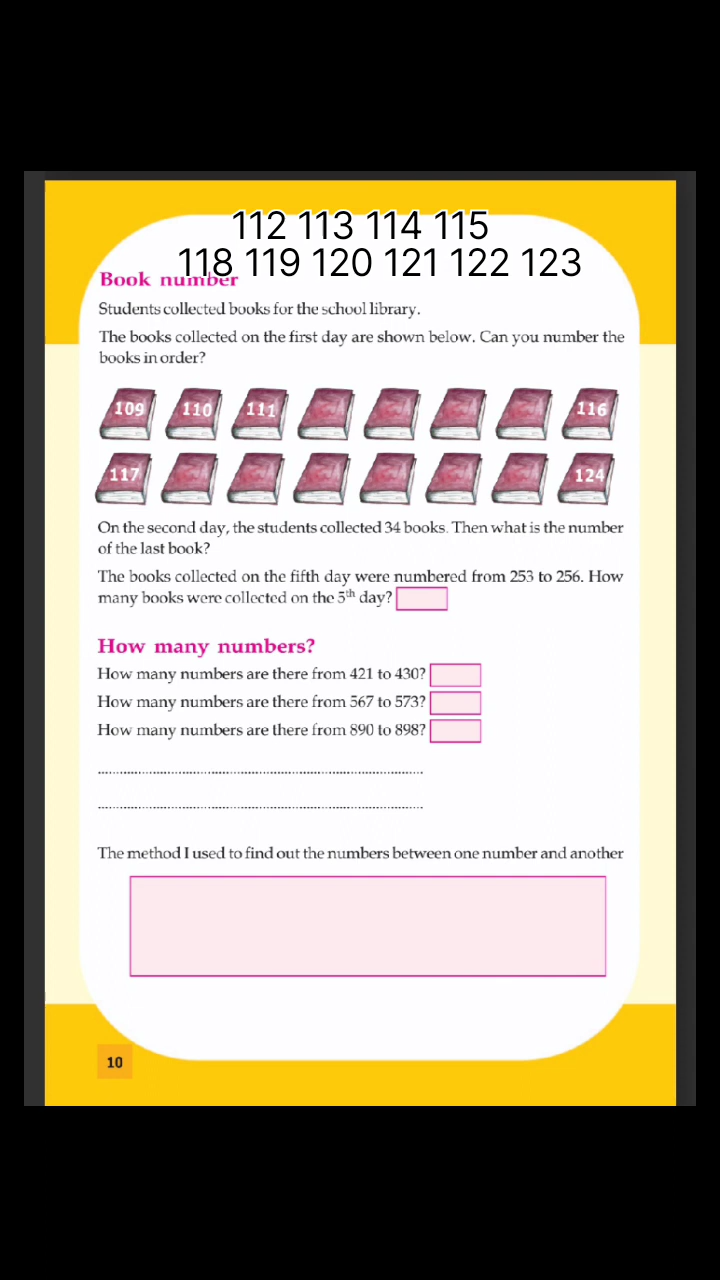 112 113 114 115
118 119 120 121 122 123
Book number
Students collected books for the school library.
The books collected on the first day are shown below. Can you number the
books in order?
109 110 111 116
117 124
On the second day, the students collected 34 books. Then what is the number
of the last book?
The books collected on the fifth day were numbered from 253 to 256. How
many books were collected on the 5th day?
How many numbers?
How many numbers are there from 421 to 430?
How many numbers are there from 567 to 573?
How many numbers are there from 890 to 898?
The method I used to find out the numbers between one number and another
10